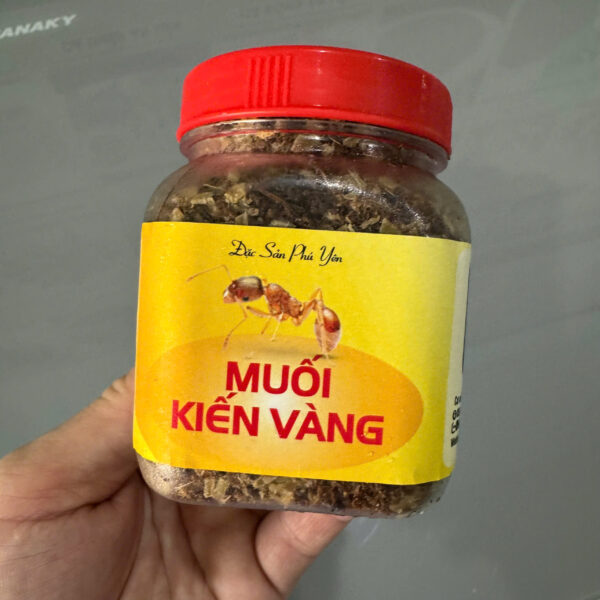 ANAKY
Đặc Sản Phú Yên
MUỐI
KIẾN VÀNG